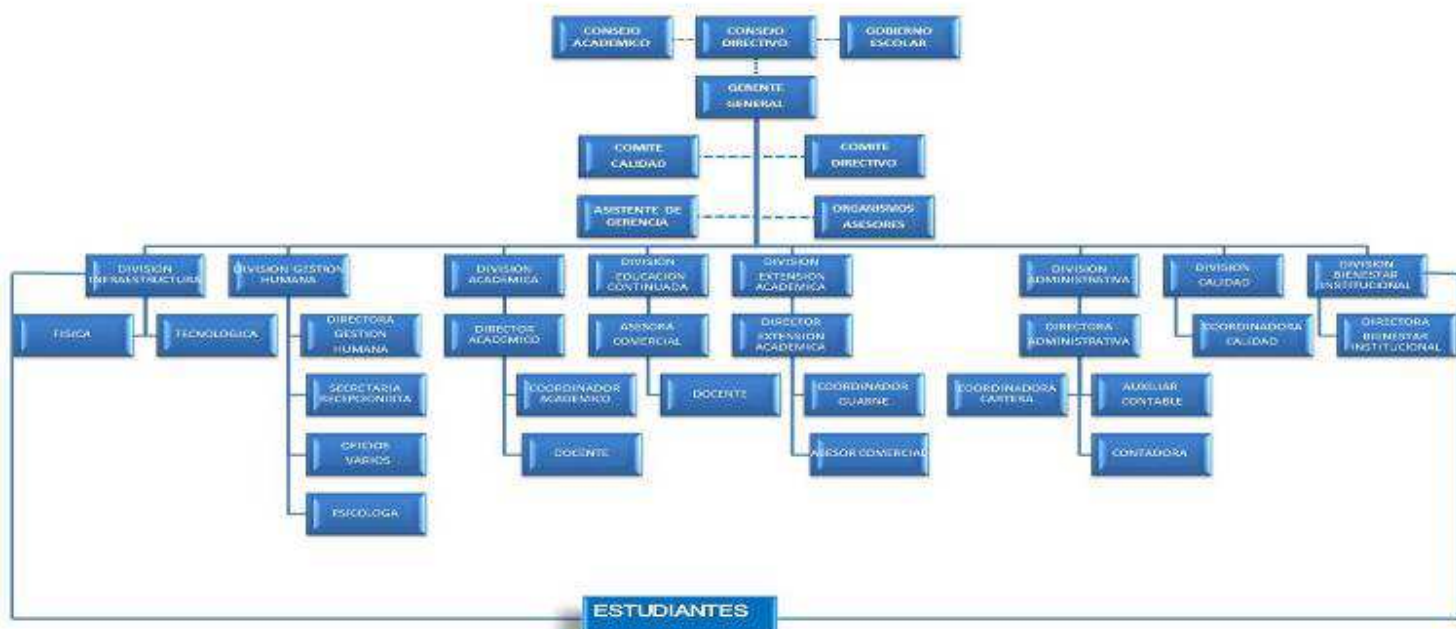 CONSEJO
ACADEMICO
CONSEJO
DIRECTIVO
GOBIERNO
ESCOLAR
GERENTE
GENERAL
COMITE
CALIDAD
COMITE
DIRECTIVO
ASISTENTE DE
GERENCIA
ORGANISMOS
ASESORES
DIVISION
INFRAESTRUCTURA
DIVISION GESTION
HUMANA
DIVISION
ACADEMICA
DIVISION
EDUCACION
CONTINUADA
DIVISION
EXTENSION
ACADEMICA
DIVISION
ADMINISTRATIVA
DIVISION
CALIDAD
DIVISION
BIENESTAR
INSTITUCIONAL
FISICA
TECNOLOGICA
DIRECTORA
GESTION
HUMANA
DIRECTOR
ACADEMICO
ASESORA
COMERCIAL
DIRECTOR
EXTENSION
ACADEMICA
DIRECTORA
ADMINISTRATIVA
COORDINADORA
CALIDAD
DIRECTORA
BIENESTAR
INSTITUCIONAL
SECRETARIA
RECEPCIONISTA
COORDINADOR
ACADEMICO
DOCENTE
COORDINADOR
GUARNE
COORDINADORA
CARTERA
AUXILIAR
CONTABLE
OFICIOS
VARIOS
DOCENTE
ASESOR COMERCIAL
CONTADORA
PSICOLOGA
ESTUDIANTES